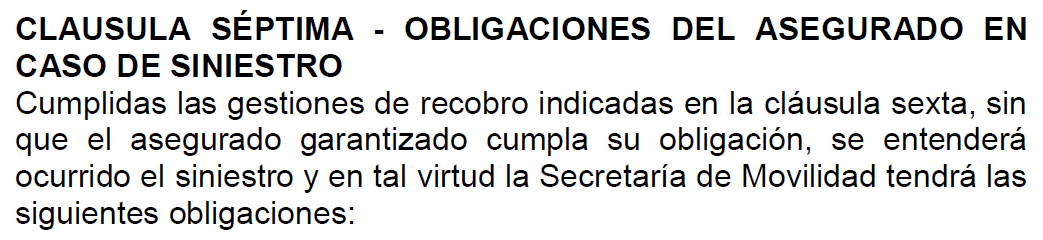 CLAUSULA SÉPTIMA - OBLIGACIONES DEL ASEGURADO EN
CASO DE SINIESTRO
Cumplidas las gestiones de recobro indicadas en la cláusula sexta, sin
que el asegurado garantizado cumpla su obligación, se entenderá
ocurrido el siniestro y en tal virtud la Secretaría de Movilidad tendrá las
siguientes obligaciones: